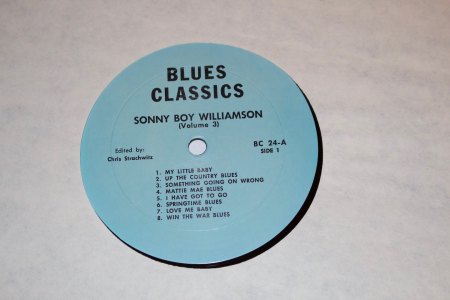 BLUES
CLASSICS
SONNY BOY WILLIAMSON
(Volume 3)
Edited by:
Chris Strachwitz
BC 24-A
SIDE 1
1. MY LITTLE BABY
2. UP THE COUNTRY BLUES
3. SOMETHING GOING ON WRONG
4. MATTIE MAE BLUES
5. I HAVE GOT TO GO
6. SPRINGTIME BLUES
7. LOVE ME BABY
8. WIN THE WAR BLUES